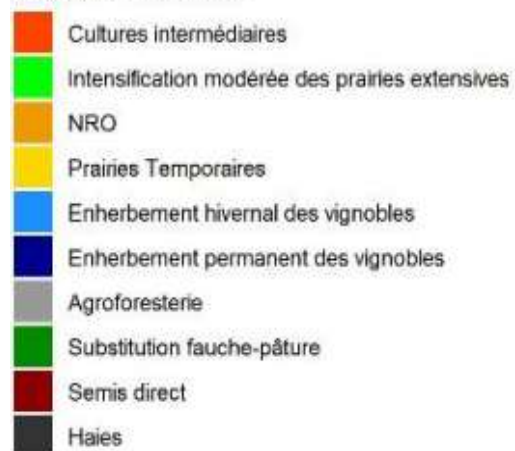 Cultures intermédiaires
Intensification modérée des prairies extensives
NRO
Prairies Temporaires
Enherbement hivernal des vignobles
Enherbement permanent des vignobles
Agroforesterie
Substitution fauche-pâture
Semis direct
Haies